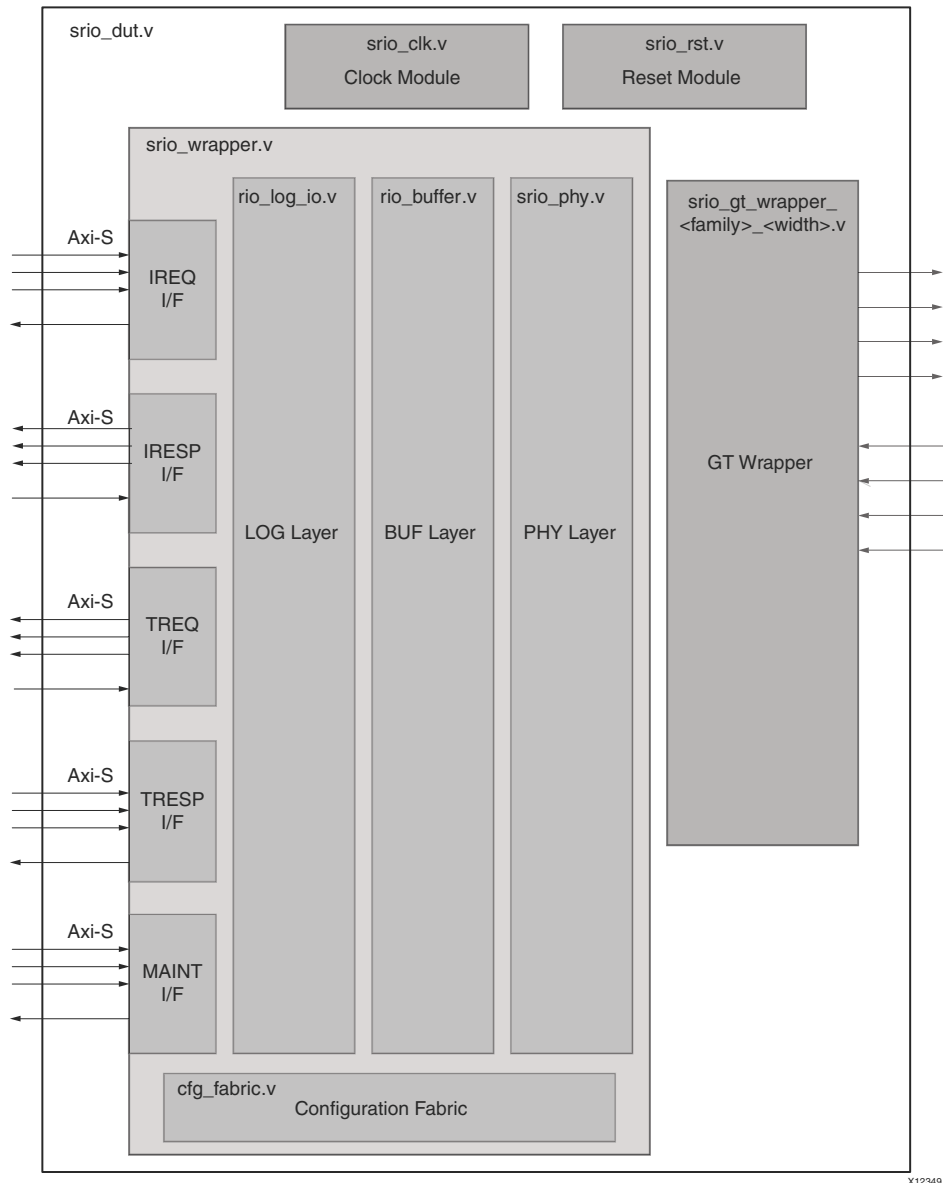 srio_dut.v
srio_clk.v
Clock Module
srio_rst.v
Reset Module
srio_wrapper.v
rio_log_io.v
rio_buffer.v
srio_phy.v
srio_gt_wrapper_
<family>_<width>.v
Axi-S
IREQ
I/F
Axi-S
IRESP
I/F
LOG Layer
BUF Layer
PHY Layer
GT Wrapper
Axi-S
TREQ
I/F
Axi-S
TRESP
I/F
Axi-S
MAINT
I/F
cfg_fabric.v
Configuration Fabric
X12349